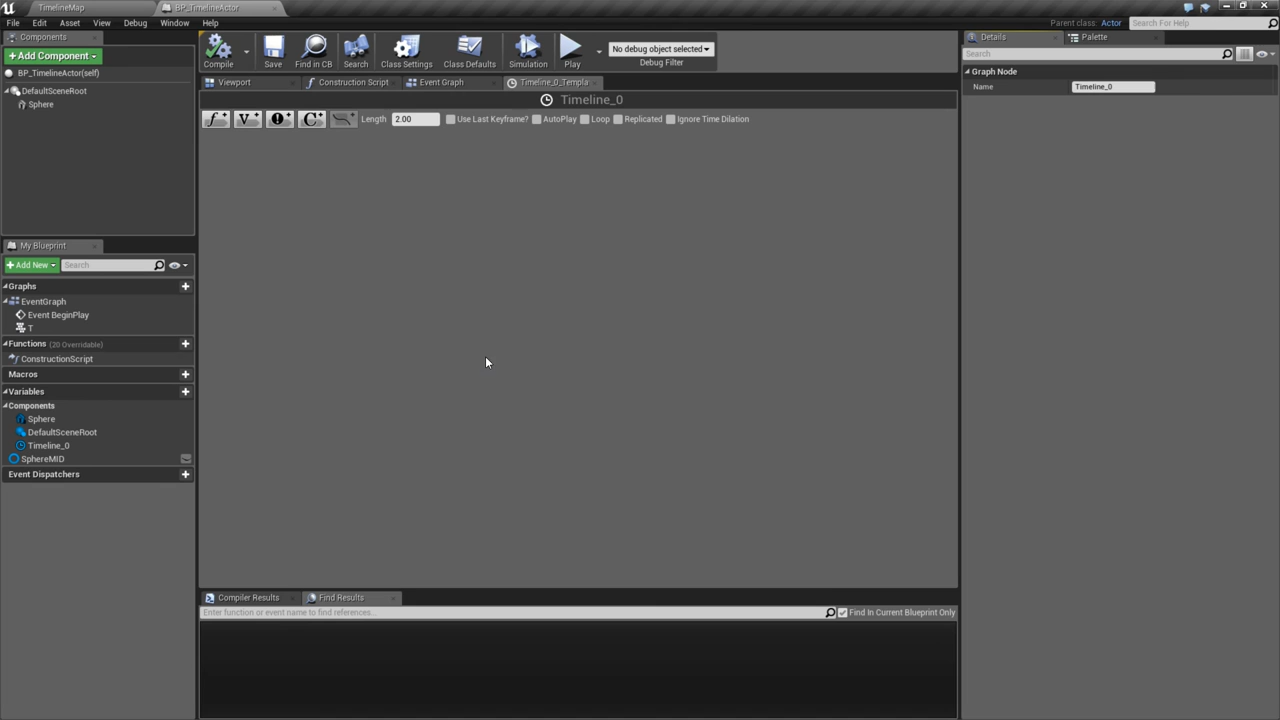 TimelineMap
BP_TimelineActor
File Edit Asset View Debug Window Help
Parent class: Actor
Search For Help
Components
+Add Component
BP_TimelineActor(self)
DefaultSceneRoot
Sphere
Compile
Save
Find in CB
Search
Class Settings
Class Defaults
Simulation
Play
No debug object selected
Debug Filter
Viewport
Construction Script
Event Graph
Timeline_0_Templa
Timeline_0
Length 2.00 Use Last Keyframe? AutoPlay Loop Replicated Ignore Time Dilation
My Blueprint
+Add New
Search
Graphs
EventGraph
Event BeginPlay
T
Functions (20 Overridable)
ConstructionScript
Macros
Variables
Components
Sphere
DefaultSceneRoot
Timeline_0
SphereMID
Event Dispatchers
Compiler Results
Find Results
Enter function or event name to find references...
Find In Current Blueprint Only
Details
Palette
Search
Graph Node
Name Timeline_0